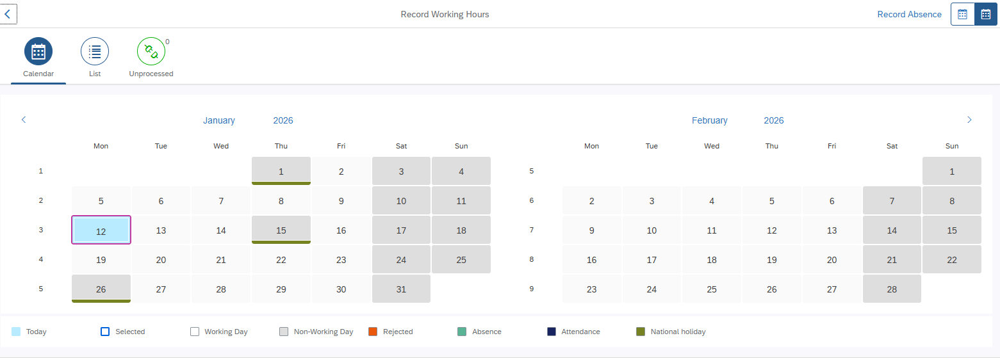 Record Working Hours
Record Absence
0
Calendar List Unprocessed
January 2026
Mon Tue Wed Thu Fri Sat Sun
1 1 2 3 4
2 5 6 7 8 9 10 11
3 12 13 14 15 16 17 18
4 19 20 21 22 23 24 25
5 26 27 28 29 30 31
February 2026
Mon Tue Wed Thu Fri Sat Sun
5 1
6 2 3 4 5 6 7 8
7 9 10 11 12 13 14 15
8 16 17 18 19 20 21 22
9 23 24 25 26 27 28
Today Selected Working Day Non-Working Day Rejected Absence Attendance National holiday